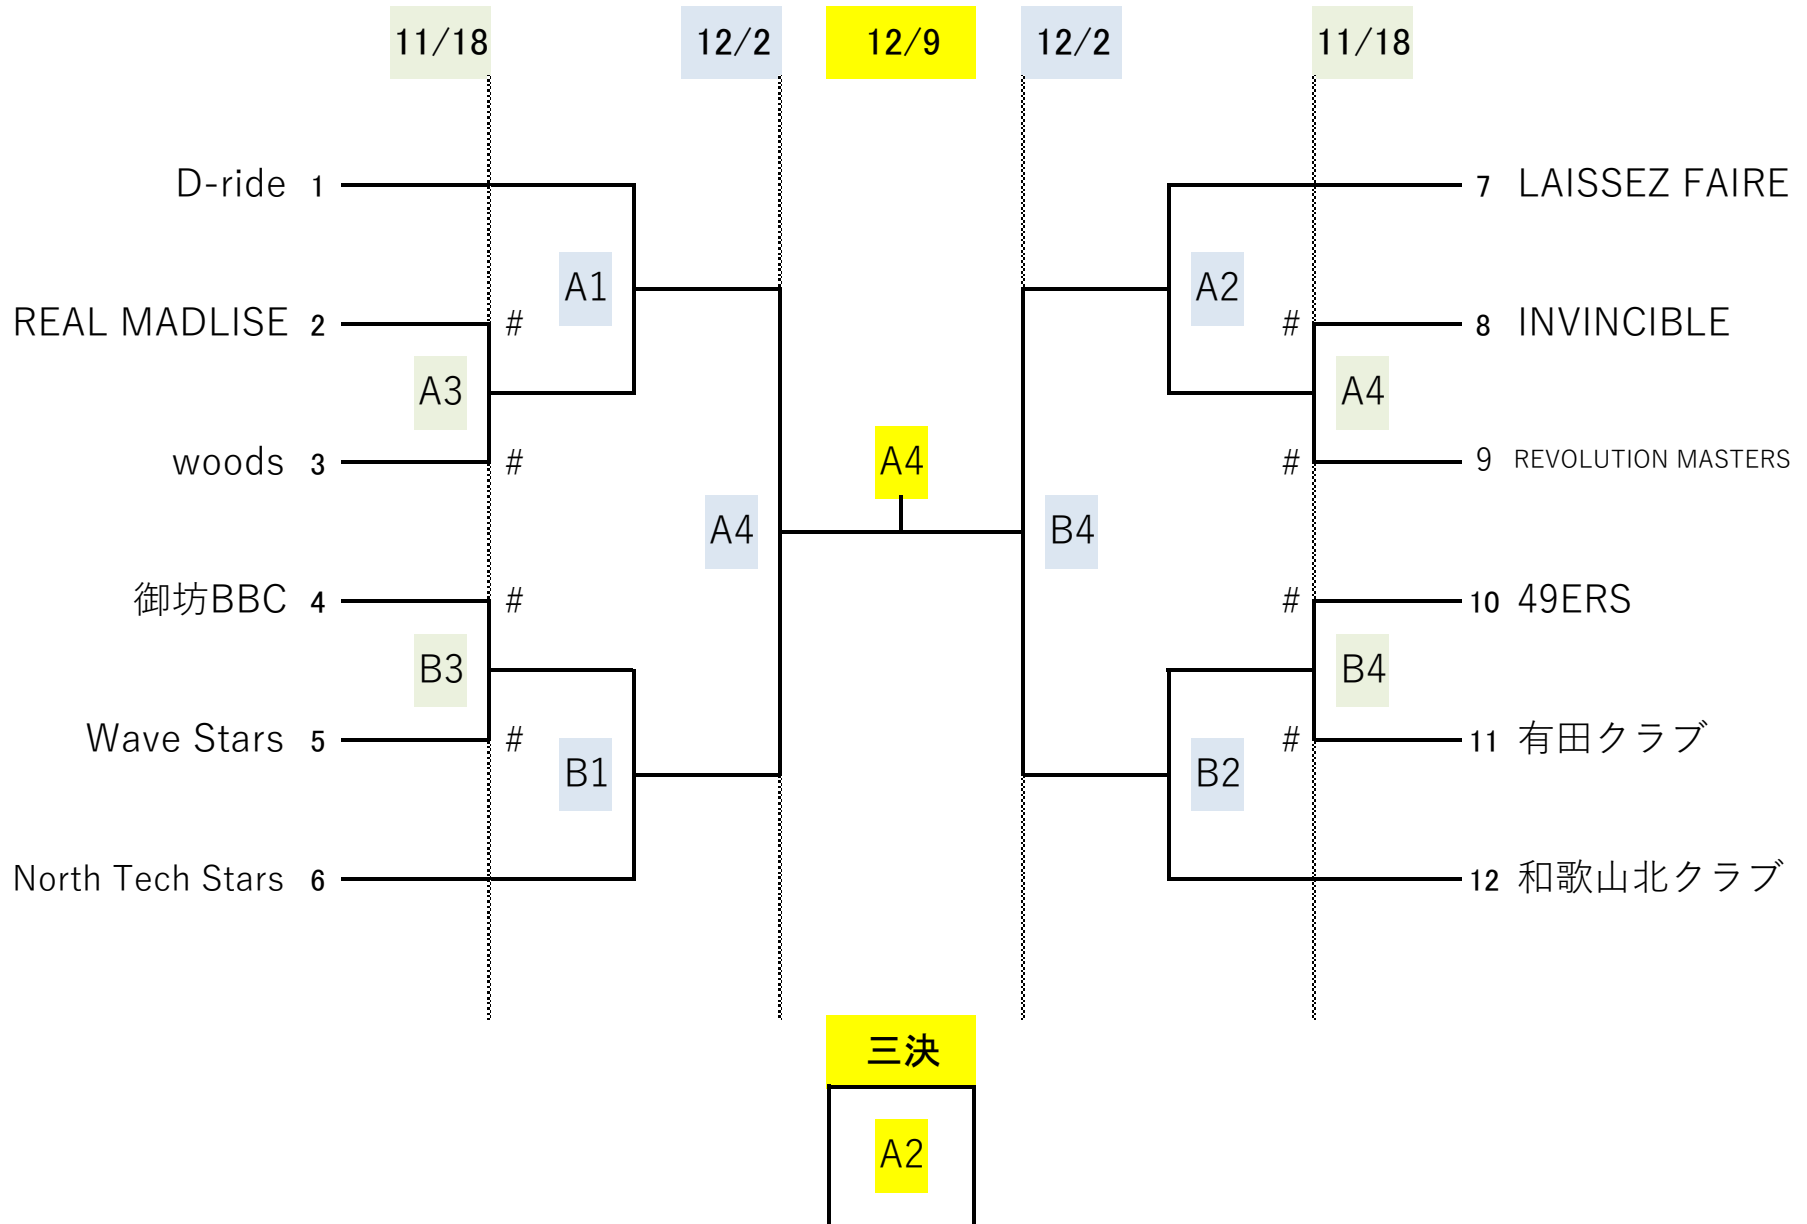 11/18 12/2 12/9 12/2 11/18
D-ride 1 7 LAISSEZ FAIRE
A1 A2
REAL MADLISE 2 # # 8 INVINCIBLE
A3 A4
woods 3 # A4 # 9 REVOLUTION MASTERS
A4 B4
御坊BBC 4 # # 10 49ERS
B3 B4
Wave Stars 5 # # 11 有田クラブ
B1 B2
North Tech Stars 6 12 和歌山北クラブ
三決
A2